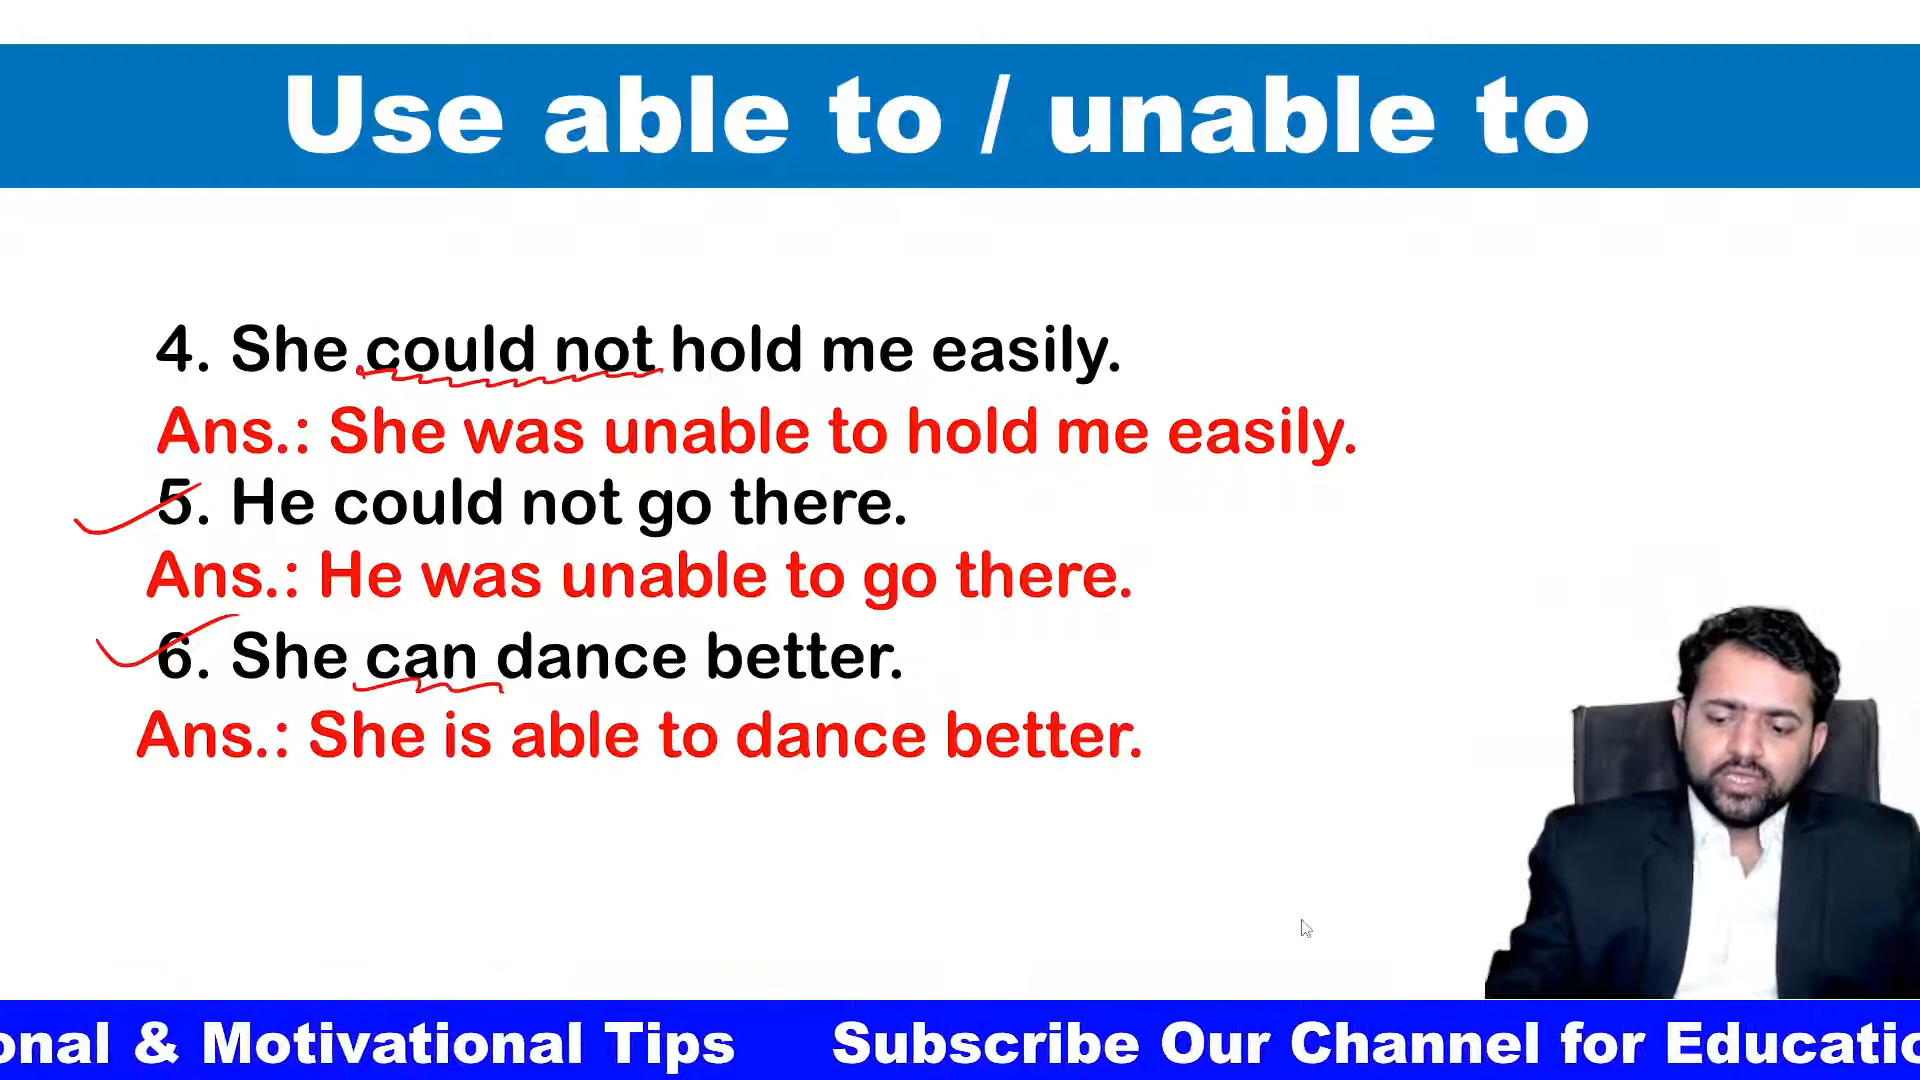 Use able to / unable to
4. She could not hold me easily.
Ans.: She was unable to hold me easily.
5. He could not go there.
Ans.: He was unable to go there.
6. She can dance better.
Ans.: She is able to dance better.
onal & Motivational Tips Subscribe Our Channel for Educatio